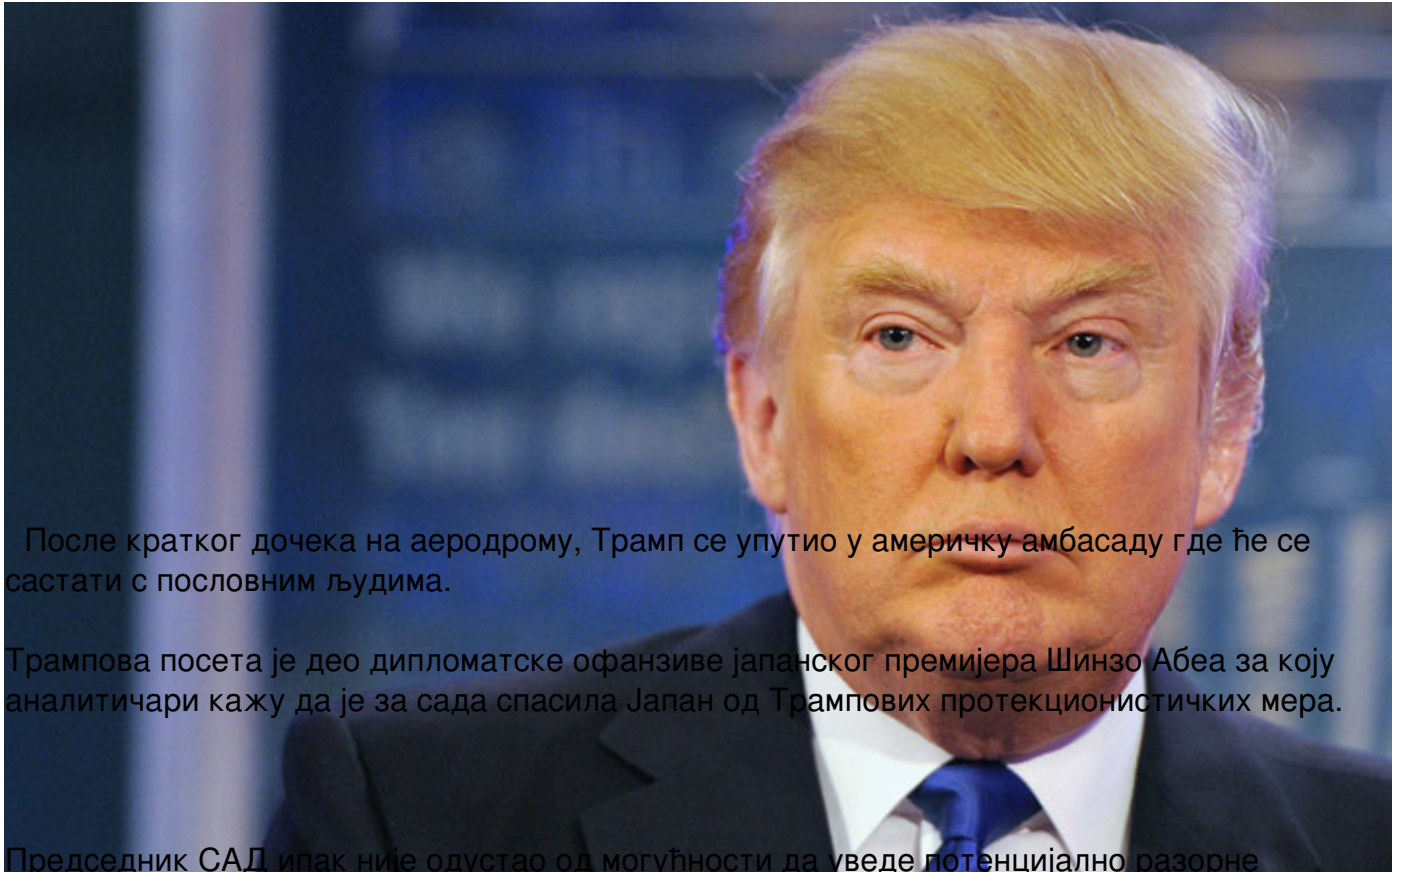 После кратког дочека на аеродрому, Трамп се упутио у америчку амбасаду где ће се
састати с пословним људима.
Трампова посета је део дипломатске офанзиве јапанског премијера Шинзо Абеа за коју
аналитичари кажу да је за сада спасила Јапан од Трампових протекционистичких мера.
Председник САД ипак није одустао од могућности да уведе потенцијално разорне